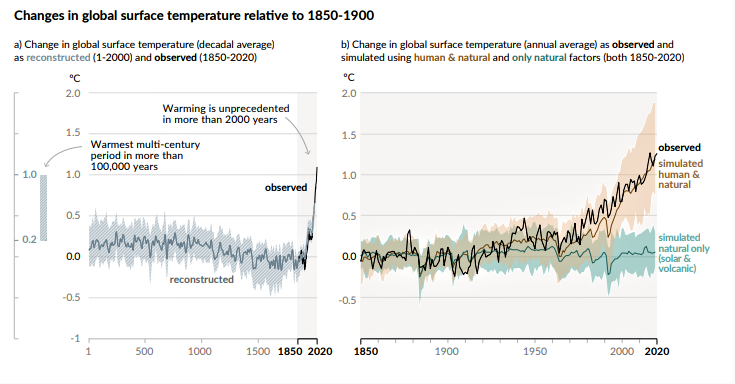 Changes in global surface temperature relative to 1850-1900
a) Change in global surface temperature (decadal average)
as reconstructed (1-2000) and observed (1850-2020)
°C
2.0
1.5
1.0
0.5
0.0
-0.5
-1
1.0
0.2
Warming is unprecedented
in more than 2000 years
Warmest multi-century
period in more than
100,000 years
observed
reconstructed
1
500
1000
1500
1850
2020
b) Change in global surface temperature (annual average) as observed and
simulated using human & natural and only natural factors (both 1850-2020)
°C
2.0
1.5
1.0
0.5
0.0
-0.5
observed
simulated
human &
natural
simulated
natural only
(solar &
volcanic)
1850
1900
1950
2000
2020